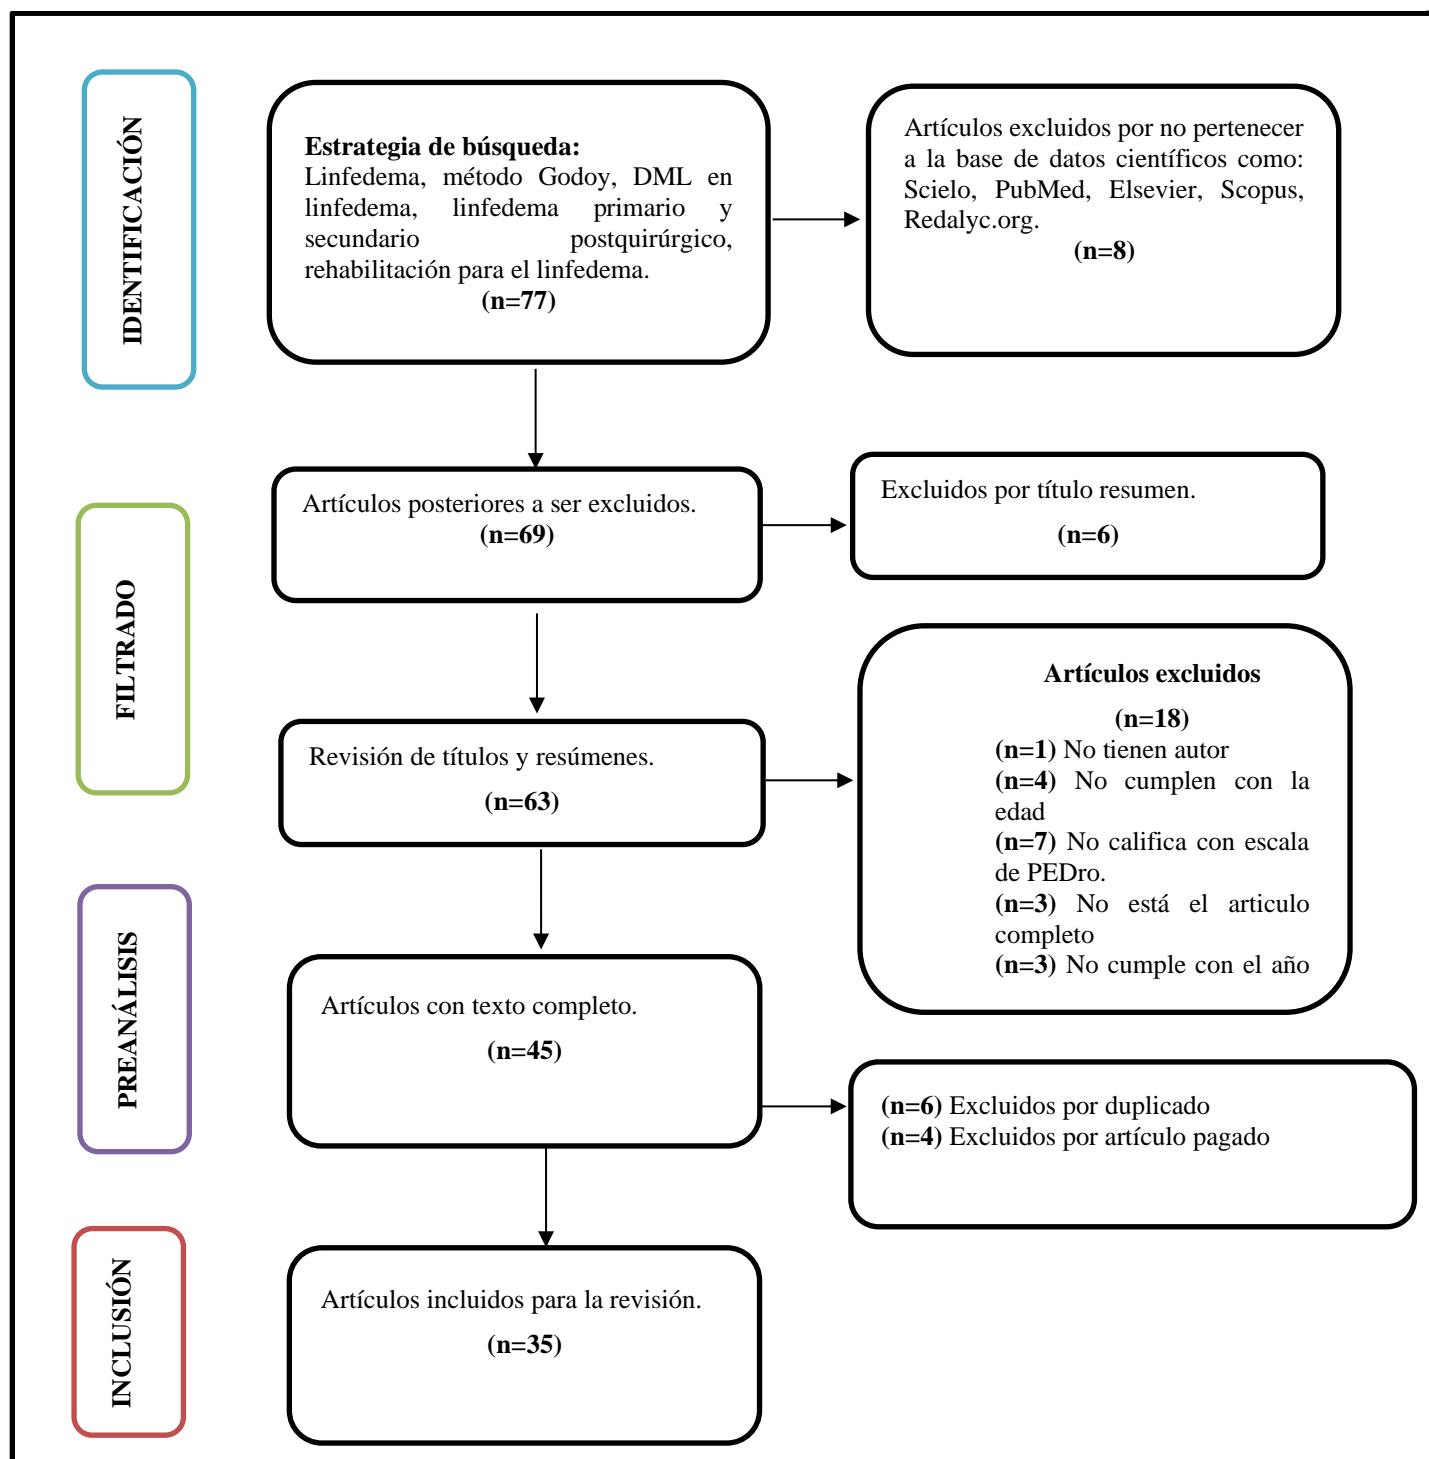 IDENTIFICACIÓN
Estrategia de búsqueda:
Linfedema, método Godoy, DML en
linfedema, linfedema primario y
secundario postquirúrgico,
rehabilitación para el linfedema.
(n=77)
Artículos excluidos por no pertenecer
a la base de datos científicos como:
Scielo, PubMed, Elsevier, Scopus,
Redalyc.org.
(n=8)
FILTRADO
Artículos posteriores a ser excluidos.
(n=69)
Excluidos por título resumen.
(n=6)
Revisión de títulos y resúmenes.
(n=63)
Artículos excluidos
(n=18)
(n=1) No tienen autor
(n=4) No cumplen con la
edad
(n=7) No califica con escala
de PEDro.
(n=3) No está el articulo
completo
(n=3) No cumple con el año
PREANÁLISIS
Artículos con texto completo.
(n=45)
(n=6) Excluidos por duplicado
(n=4) Excluidos por artículo pagado
INCLUSIÓN
Artículos incluidos para la revisión.
(n=35)